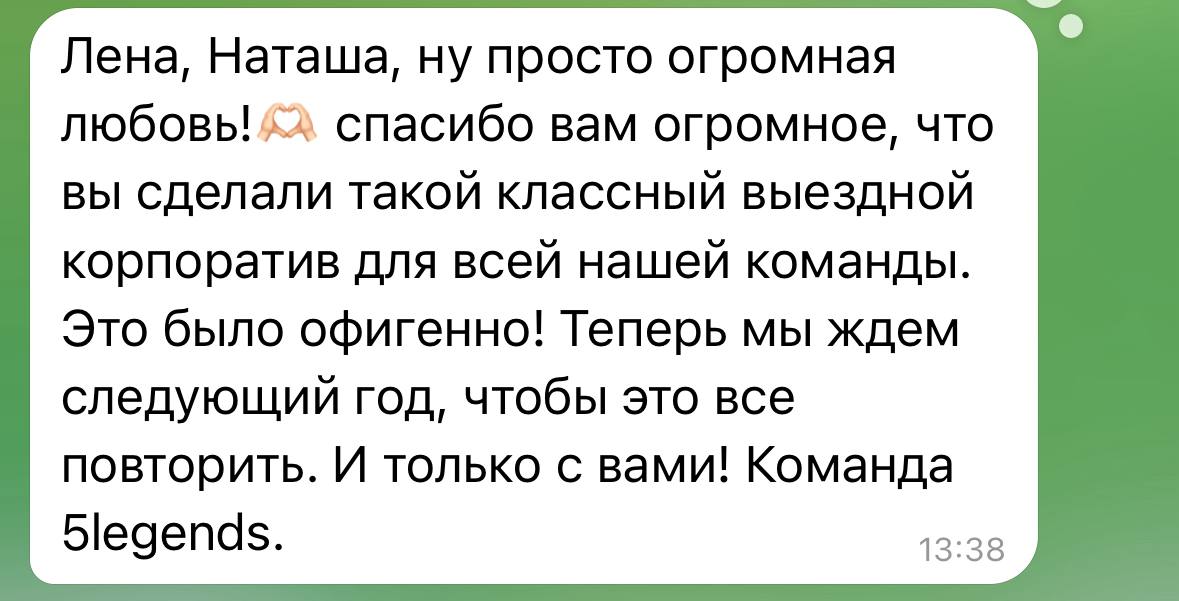 Лена, Наташа, ну просто огромная
любовь!🫶🏻 спасибо вам огромное, что
вы сделали такой классный выездной
корпоратив для всей нашей команды.
Это было офигенно! Теперь мы ждем
следующий год, чтобы это все
повторить. И только с вами! Команда
5legends.
13:38